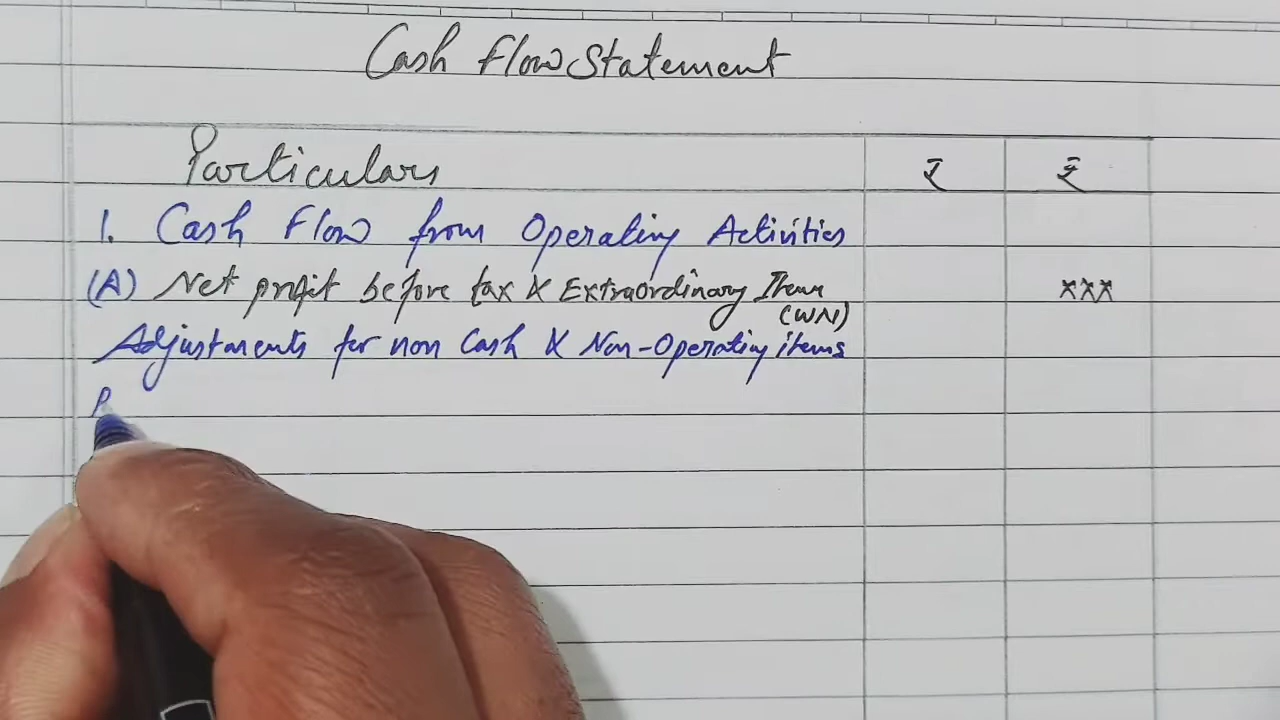 Cash Flow Statement
Particulars ₹ ₹
1. Cash Flow from Operating Activities
(A) Net profit before tax & Extraordinary Items xxx
(WN)
Adjustments for non Cash & Non-Operating items